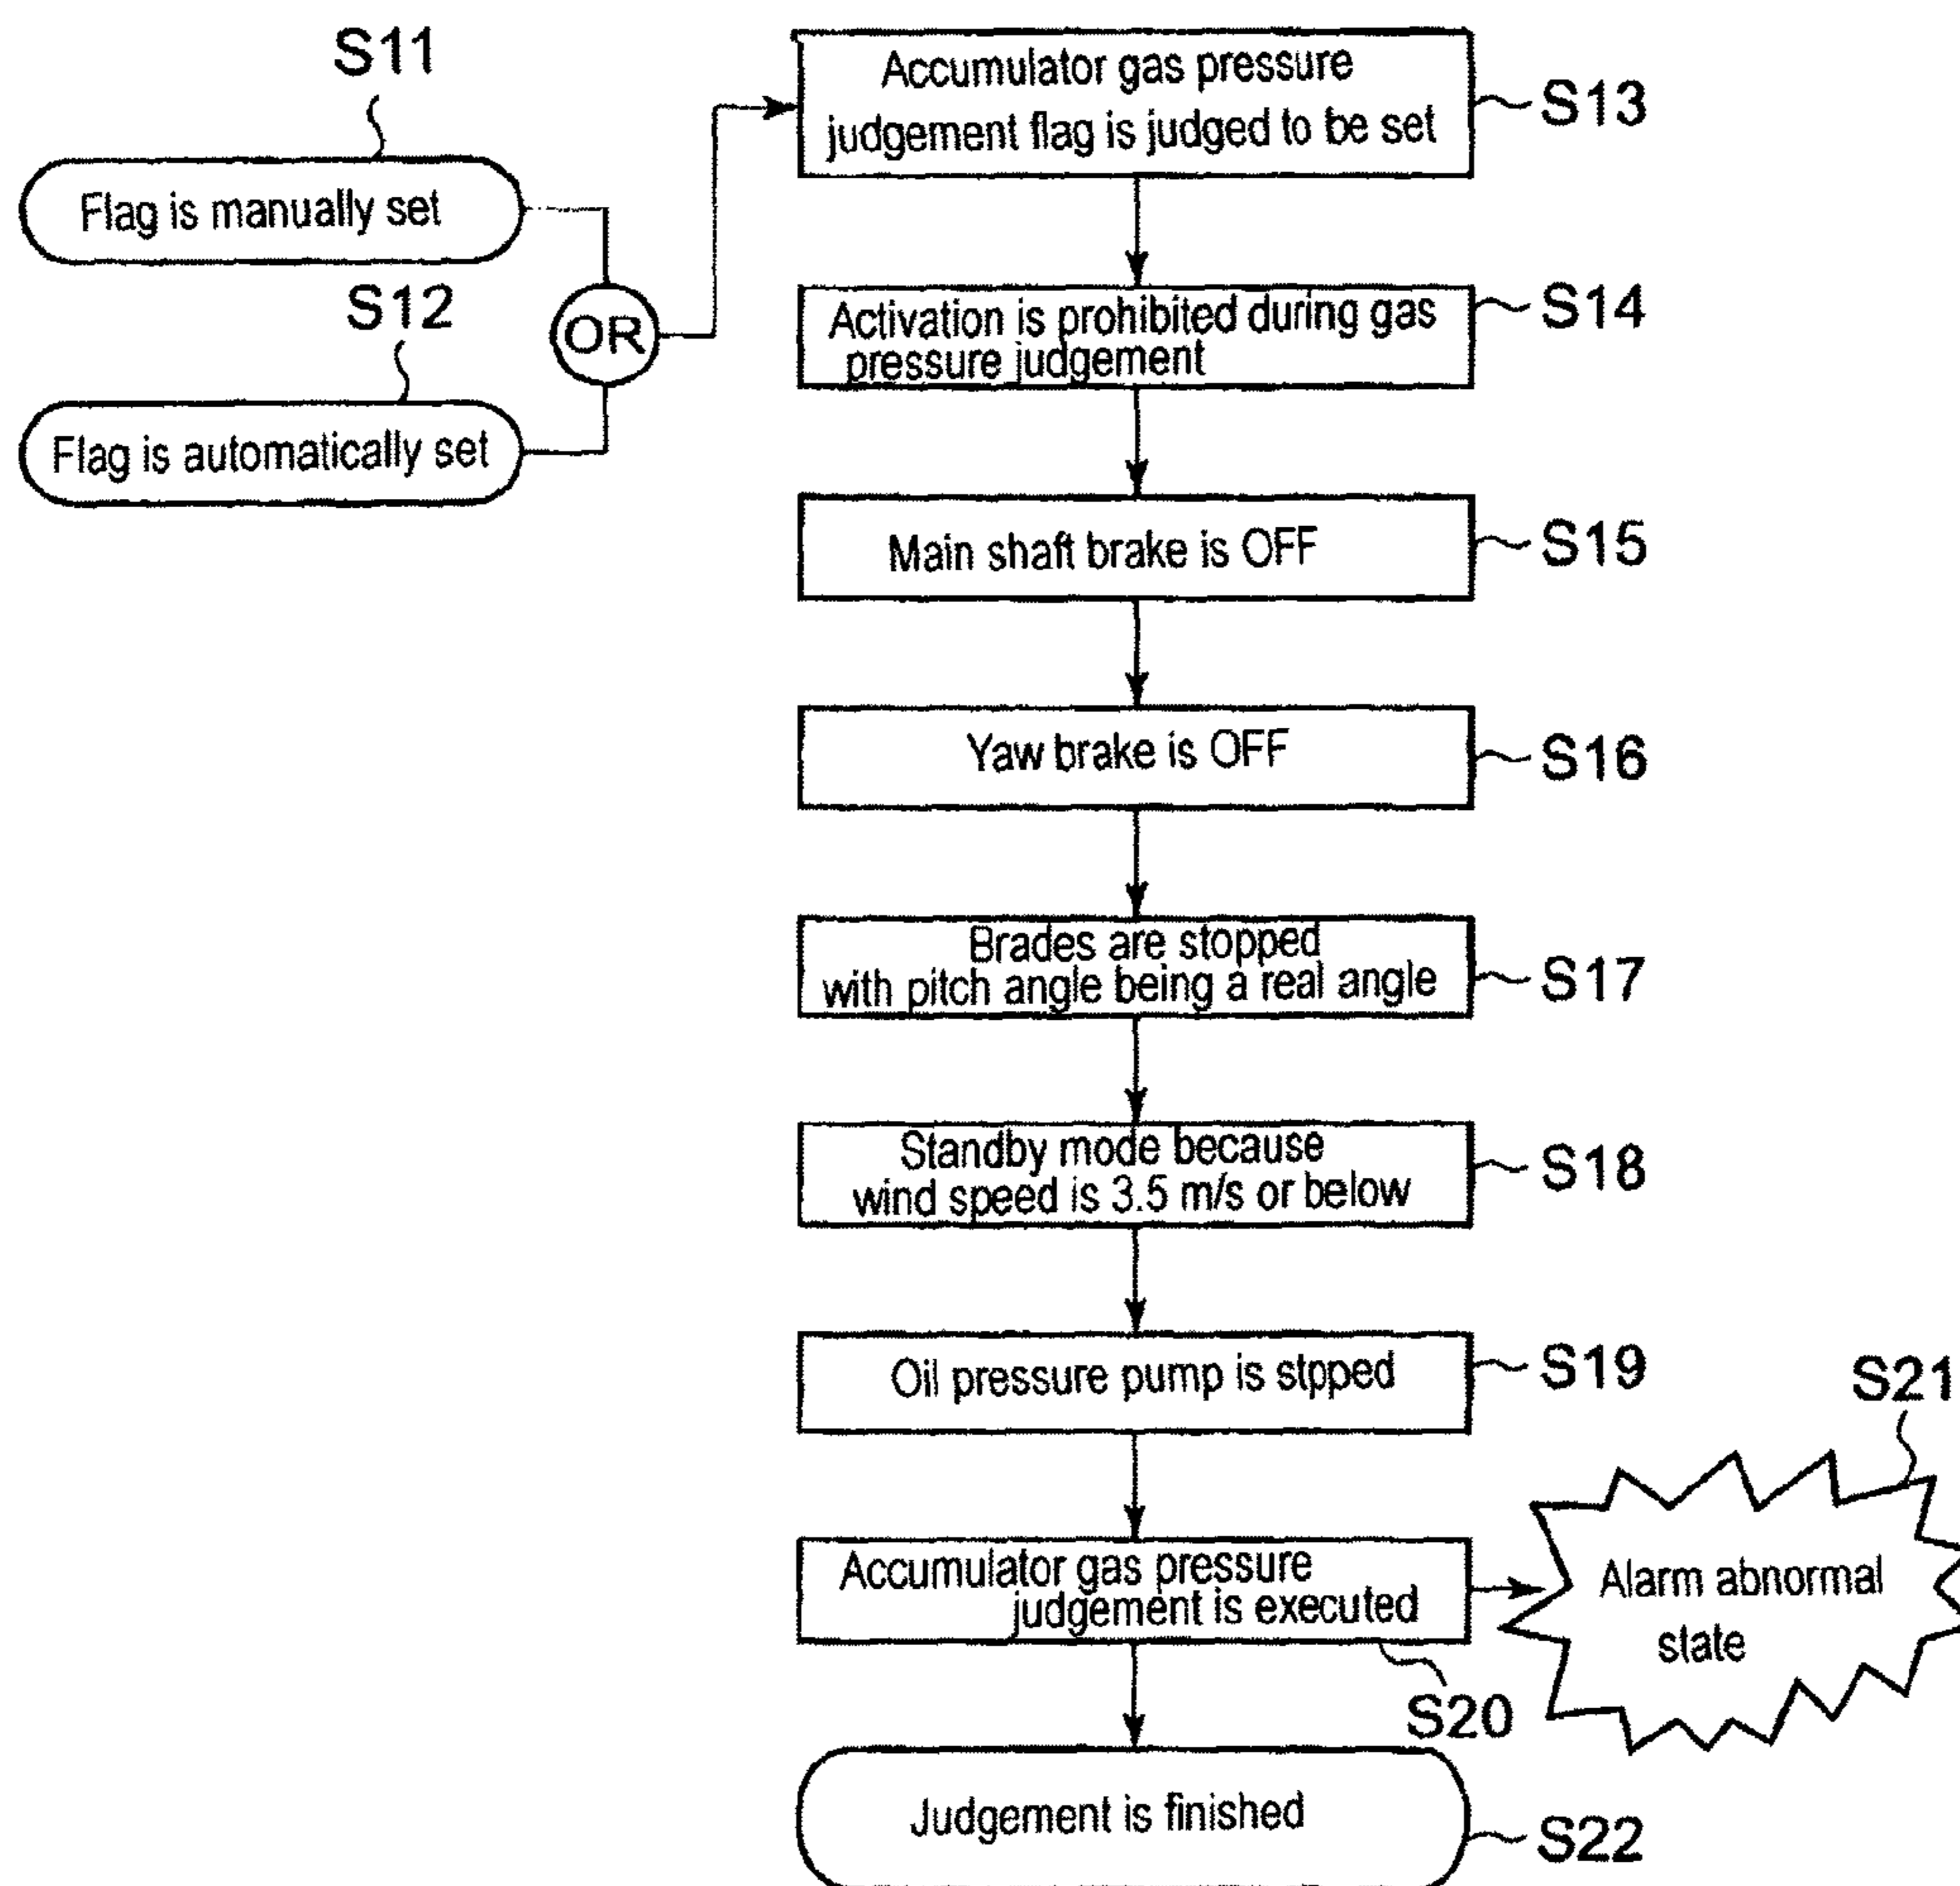 S11
Flag is manually set
S12
Flag is automatically set
OR
Accumulator gas pressure
judgement flag is judged to be set
S13
Activation is prohibited during gas
pressure judgement
S14
Main shaft brake is OFF
S15
Yaw brake is OFF
S16
Brades are stopped
with pitch angle being a real angle
S17
Standby mode because
wind speed is 3.5 m/s or below
S18
Oil pressure pump is stpped
S19
Accumulator gas pressure
judgement is executed
S20
S21
Alarm abnormal
state
Judgement is finished
S22